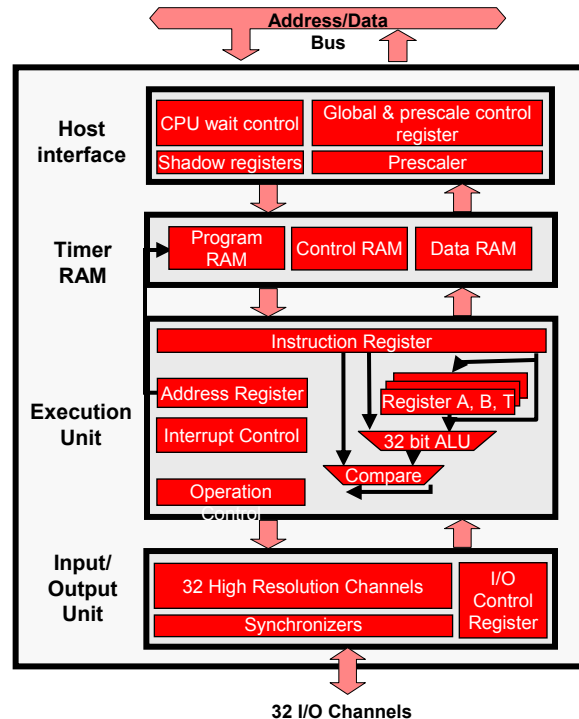 Address/Data
Bus
Host
interface
CPU wait control
Global & prescale control
register
Shadow registers
Prescaler
Timer
RAM
Program
RAM
Control RAM
Data RAM
Execution
Unit
Instruction Register
Address Register
Register A, B, T
Interrupt Control
32 bit ALU
Compare
Operation
Control
Input/
Output
Unit
32 High Resolution Channels
I/O
Control
Register
Synchronizers
32 I/O Channels